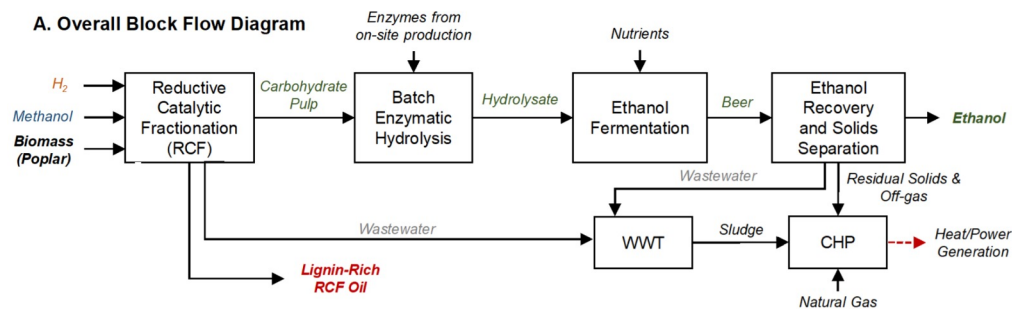 A. Overall Block Flow Diagram
Enzymes from
on-site production
Nutrients
H2
Methanol
Biomass
(Poplar)
Reductive
Catalytic
Fractionation
(RCF)
Carbohydrate
Pulp
Batch
Enzymatic
Hydrolysis
Hydrolysate
Ethanol
Fermentation
Beer
Ethanol
Recovery
and Solids
Separation
Ethanol
Wastewater
Residual Solids &
Off-gas
Wastewater
WWT
Sludge
CHP
Heat/Power
Generation
Lignin-Rich
RCF Oil
Natural Gas